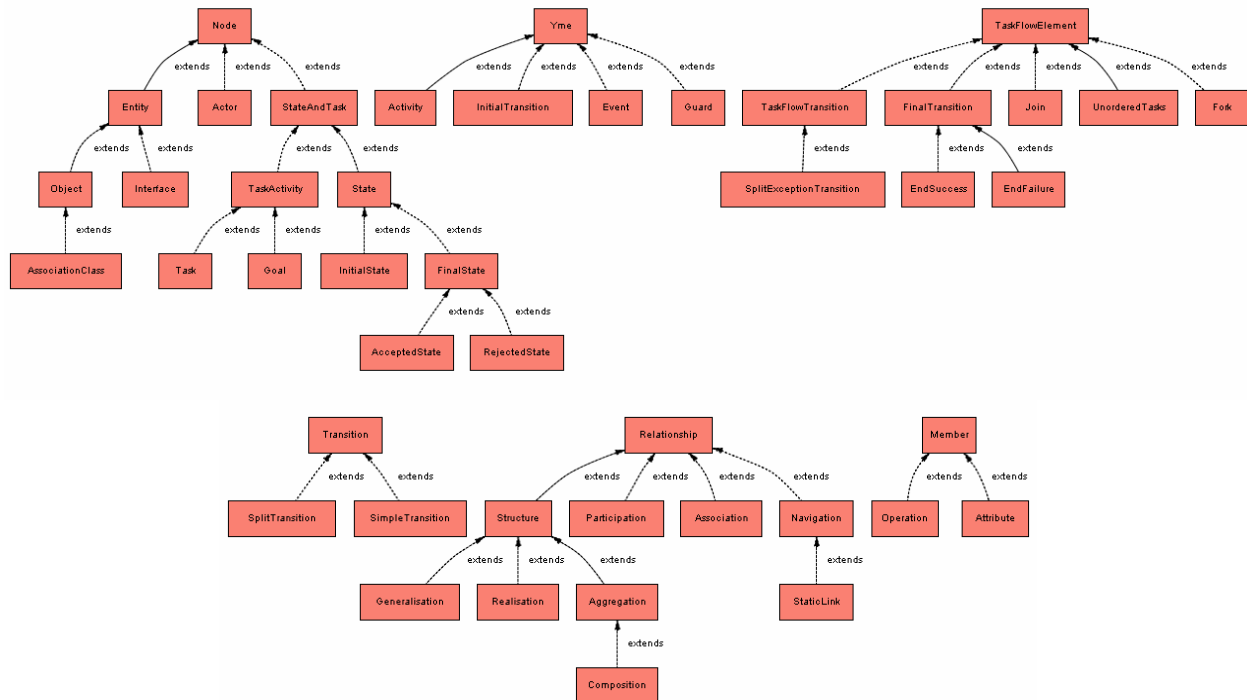 Node
Yme
TaskFlowElement
extends extends extends
extends extends extends extends
extends extends extends extends extends
Entity Actor StateAndTask
Activity InitialTransition Event Guard
TaskFlowTransition FinalTransition Join UnorderedTasks Fork
extends extends extends extends
extends extends extends
Object Interface TaskActivity State
SplitExceptionTransition EndSuccess EndFailure
extends extends extends extends extends
AssociationClass Task Goal InitialState FinalState
extends extends
AcceptedState RejectedState
Transition Relationship Member
extends extends extends extends extends extends extends extends
SplitTransition SimpleTransition Structure Participation Association Navigation Operation Attribute
extends extends extends extends
Generalisation Realisation Aggregation StaticLink
extends
Composition